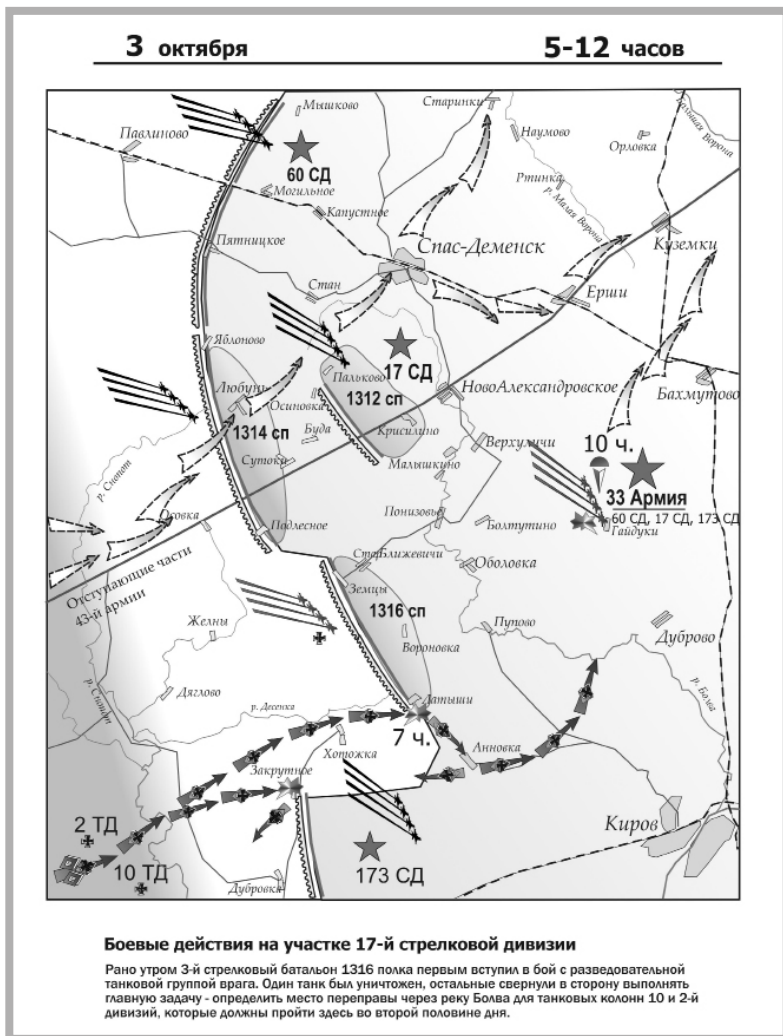 3 октября
5-12 часов
Мышково
Старинки
Наумово
Орловка
Большая Ворона
Павлиново
60 СД
Могильное
Ртинка
р. Малая Ворона
Капустное
Пятницкое
Спас-Деменск
Куземки
Стан
Ерши
Яблоново
17 СД
Пальково
Любунь
1312 сп
НовоАлександровское
Бахмутово
Осиновка
1314 сп
Буда
Крисилино
Верхуличи
10 ч.
Сутоки
Малышкино
33 Армия
60 СД, 17 СД, 173 СД
р. Снопот
Осовка
Подлесное
Понизовье
Болтутино
Гайдуки
Отступающие части
43-й армии
Ближевичи
Оболовка
Земцы
1316 сп
Желны
Вороновка
Пупово
Дуброво
р. Снопот
Дяглово
р. Десенка
Латыши
р. Болва
7 ч.
Хотожка
Анновка
Закрутное
2 ТД
Киров
10 ТД
Дубровка
173 СД
Боевые действия на участке 17-й стрелковой дивизии
Рано утром 3-й стрелковый батальон 1316 полка первым вступил в бой с разведовательной
танковой группой врага. Один танк был уничтожен, остальные свернули в сторону выполнять
главную задачу - определить место переправы через реку Болва для танковых колонн 10 и 2-й
дивизий, которые должны пройти здесь во второй половине дня.